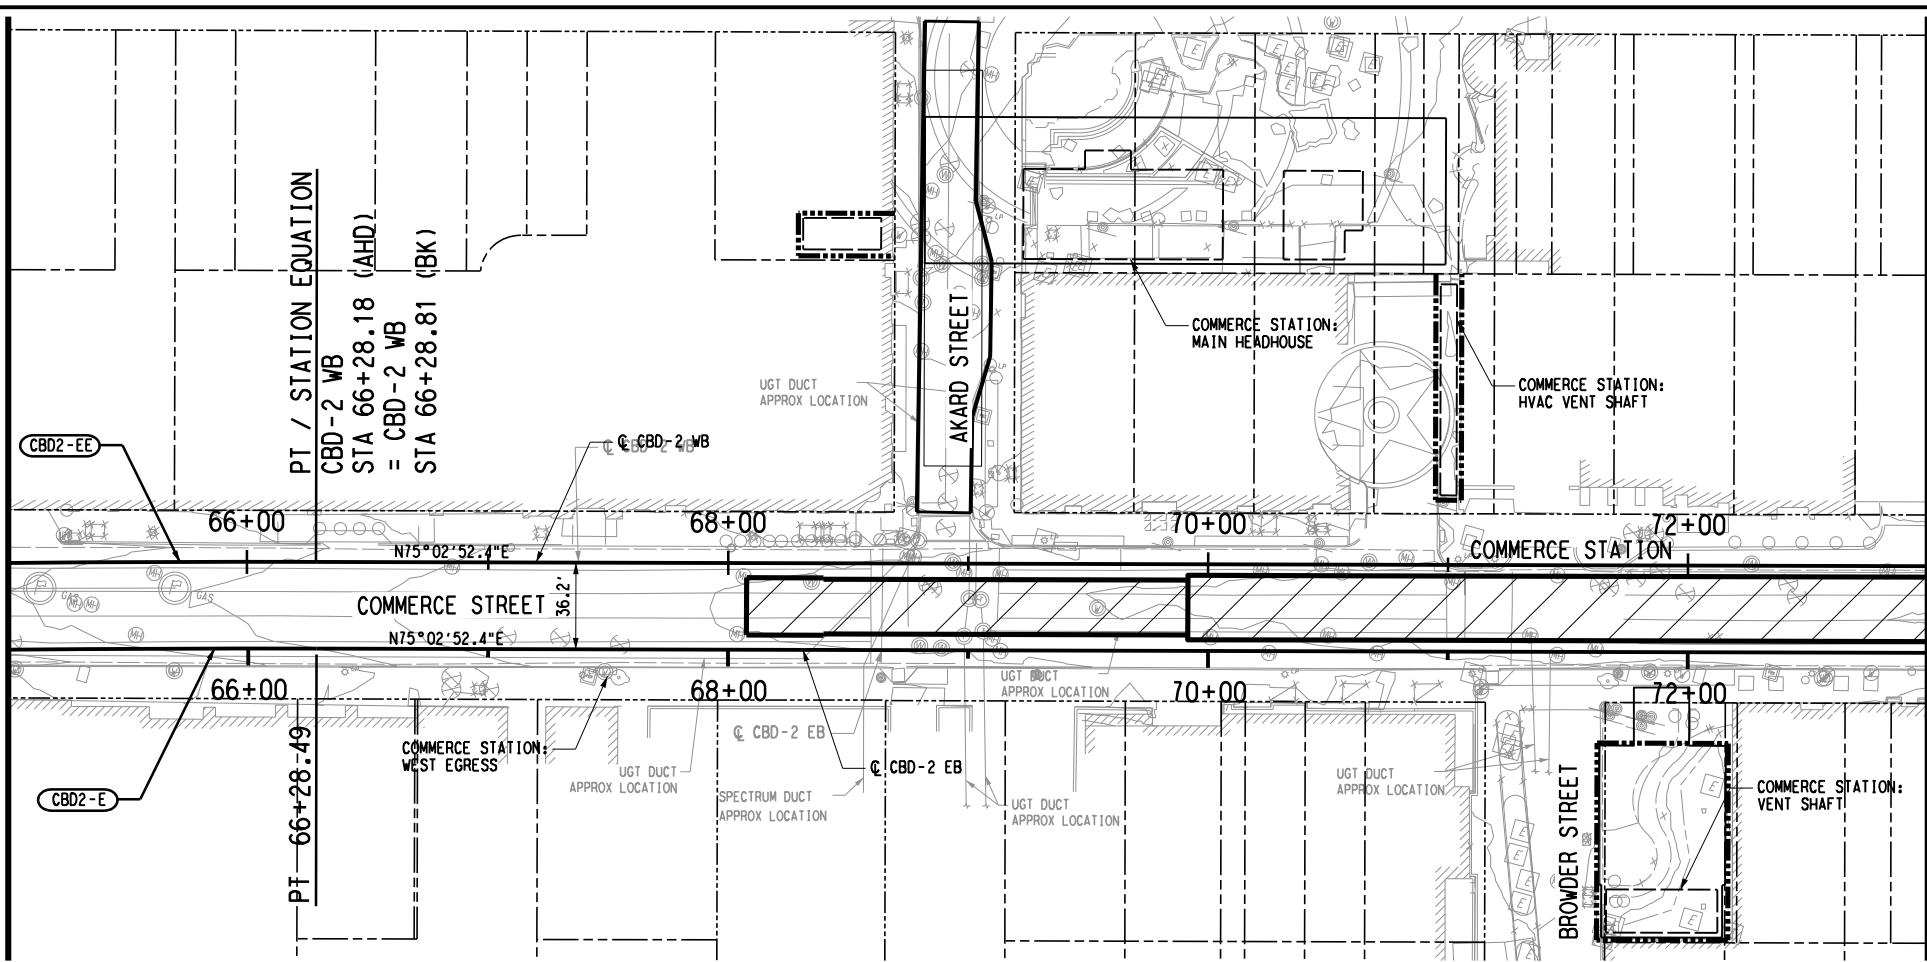 PT / STATION EQUATION
CBD-2 WB
STA 66+28.18 (AHD)
= CBD-2 WB
STA 66+28.81 (BK)
CBD2-EE
℄ CBD-2 WB
℄ CBD-2 WB
UGT DUCT
APPROX LOCATION
AKARD STREET
COMMERCE STATION:
MAIN HEADHOUSE
COMMERCE STATION:
HVAC VENT SHAFT
66+00
68+00
70+00
72+00
N75°02'52.4"E
COMMERCE STATION
COMMERCE STREET
36.2'
GAS
GAS
N75°02'52.4"E
66+00
68+00
70+00
72+00
UGT DUCT
APPROX LOCATION
PT 66+28.49
COMMERCE STATION:
WEST EGRESS
℄ CBD-2 EB
℄ CBD-2 EB
CBD2-E
UGT DUCT
APPROX LOCATION
SPECTRUM DUCT
APPROX LOCATION
UGT DUCT
APPROX LOCATION
UGT DUCT
APPROX LOCATION
BROWDER STREET
COMMERCE STATION:
VENT SHAFT